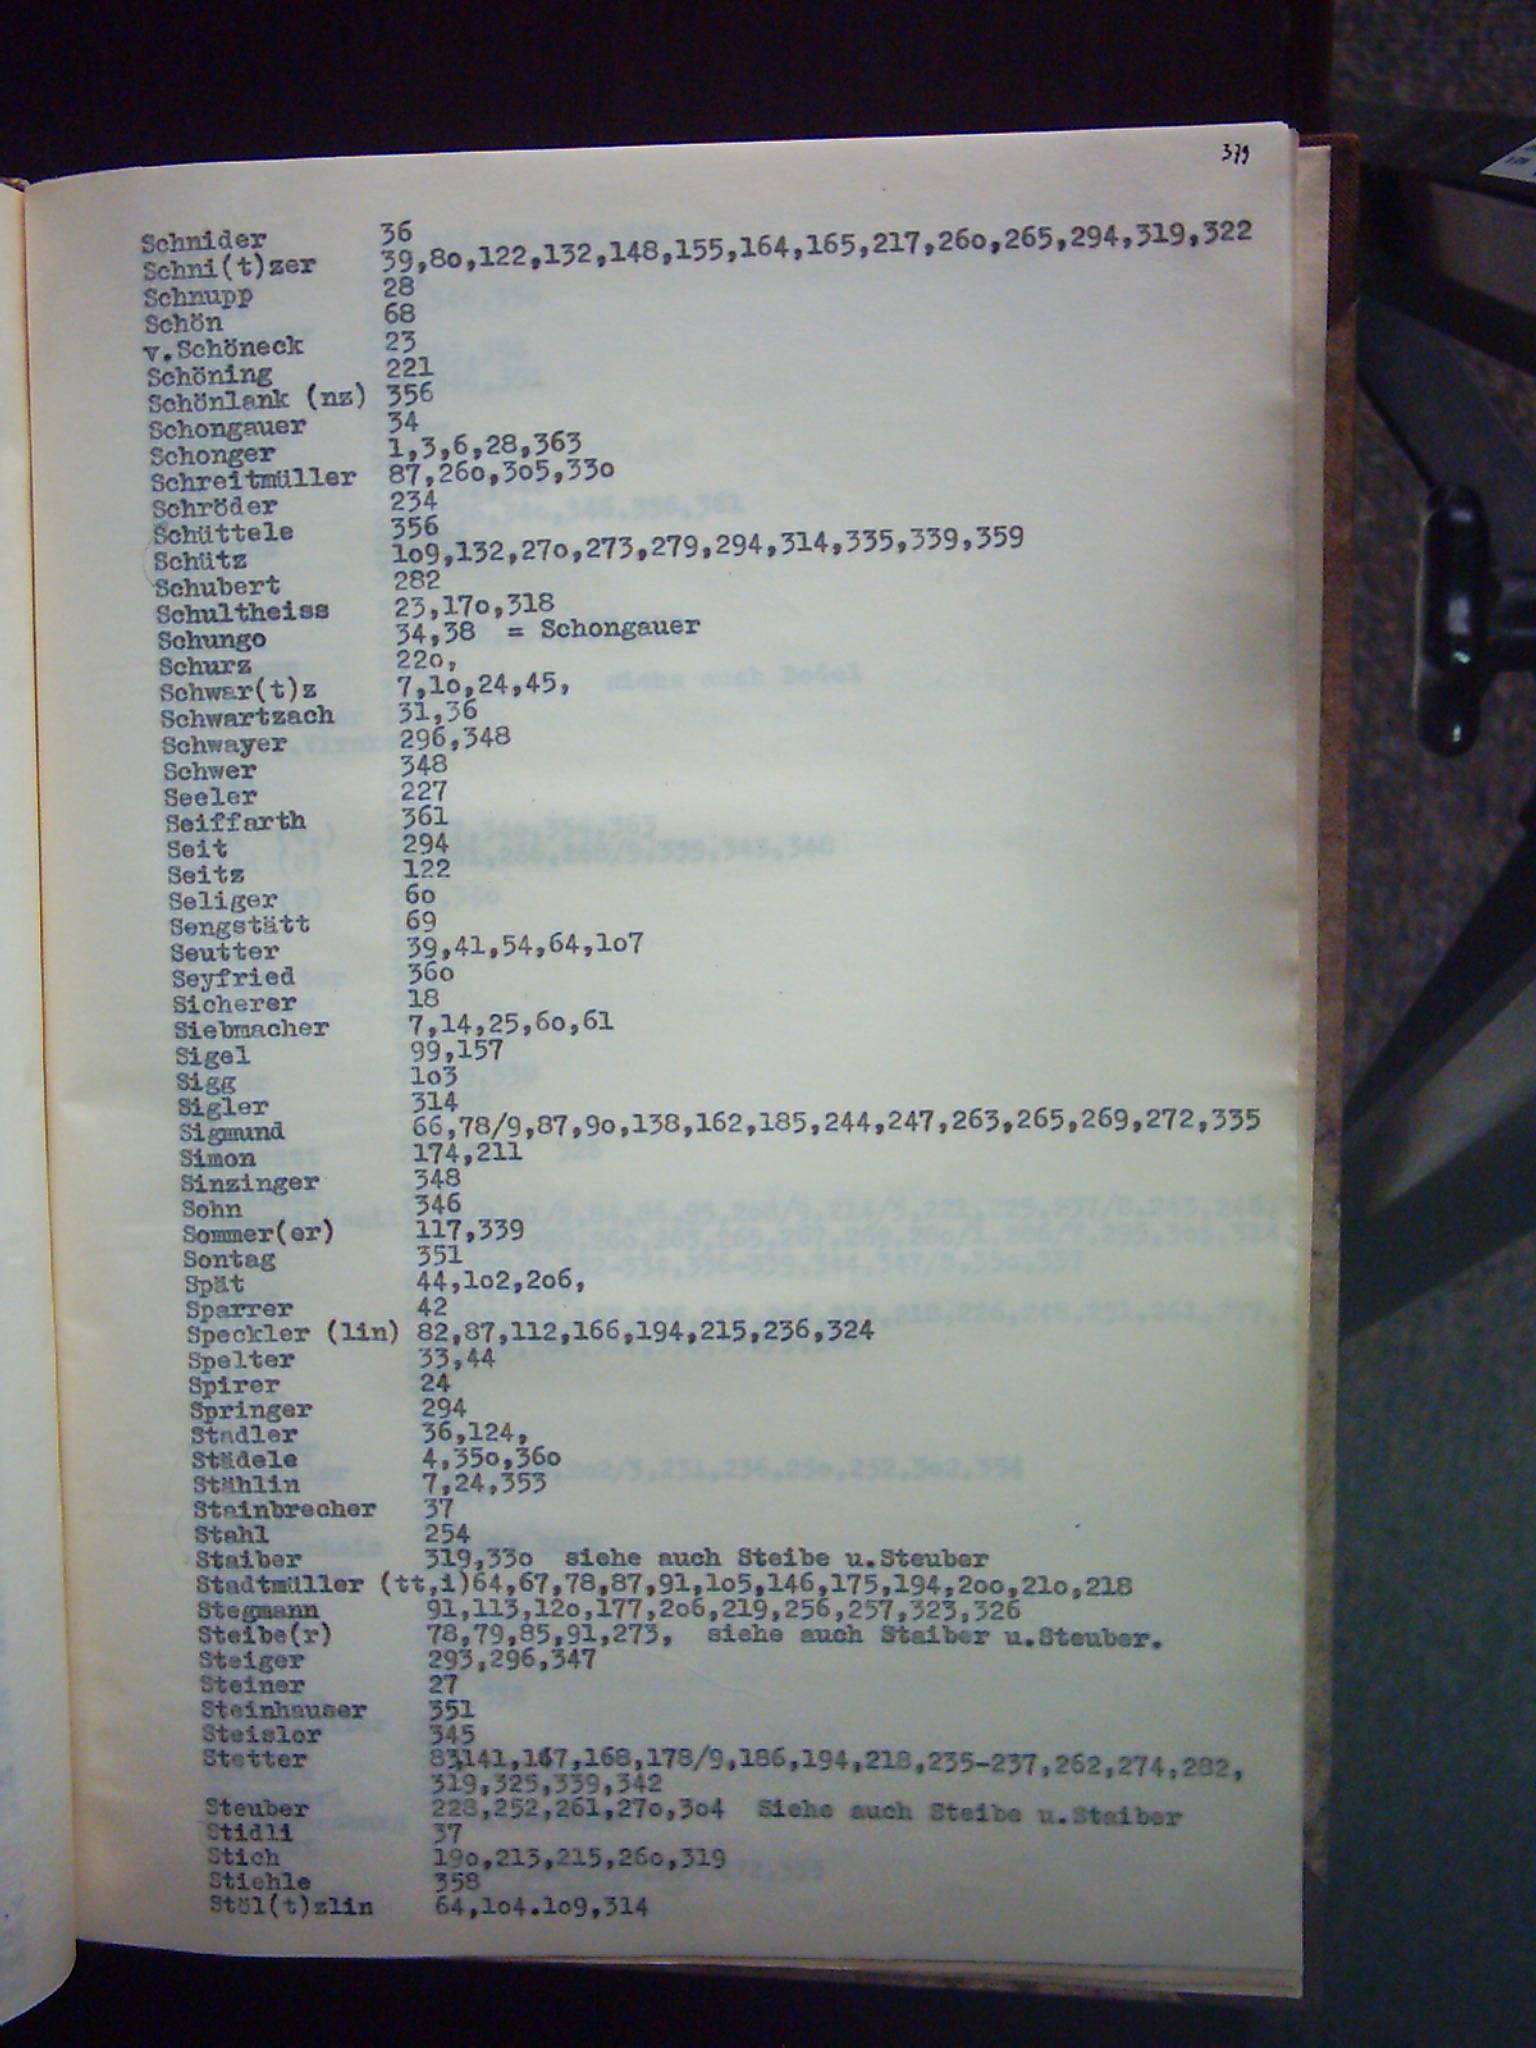 379
Schnider 36
Schni(t)zer 39,8o,122,132,148,155,164,165,217,26o,265,294,319,322
Schnupp 28
Schön 68
v.Schöneck 23
Schöning 221
Schönlank (nz) 356
Schongauer 34
Schonger 1,3,6,28,363
Schreitmüller 87,26o,3o5,33o
Schröder 234
Schüttele 356
Schütz 1o9,132,27o,273,279,294,314,335,339,359
Schubert 282
Schultheiss 23,17o,318
Schungo 34,38 = Schongauer
Schurz 22o,
Schwar(t)z 7,1o,24,45,
Schwartzach 31,36
Schwayer 296,348
Schwer 348
Seeler 227
Seiffarth 361
Seit 294
Seitz 122
Seliger 6o
Sengstätt 69
Seutter 39,41,54,64,1o7
Seyfried 36o
Sicherer 18
Siebmacher 7,14,25,6o,61
Sigel 99,157
Sigg 1o3
Sigler 314
Sigmund 66,78/9,87,9o,138,162,185,244,247,263,265,269,272,335
Simon 174,211
Sinzinger 348
Sohn 346
Sommer(er) 117,339
Sontag 351
Spät 44,1o2,2o6,
Sparrer 42
Speckler (lin) 82,87,112,166,194,215,236,324
Spelter 33,44
Spirer 24
Springer 294
Stadler 36,124,
Städele 4,35o,36o
Stählin 7,24,353
Stainbrecher 37
Stahl 254
Staiber 319,33o siehe auch Steibe u.Steuber
Stadtmüller (tt,i)64,67,78,87,91,1o5,146,175,194,2oo,21o,218
Stegmann 91,113,12o,177,2o6,219,256,257,323,326
Steibe(r) 78,79,85,91,273, siehe auch Staiber u.Steuber.
Steiger 293,296,347
Steiner 27
Steinhauser 351
Steislor 345
Stetter 83,141,167,168,178/9,186,194,218,235-237,262,274,282,
319,325,339,342
Steuber 228,252,261,27o,3o4 Siehe auch Steibe u.Staiber
Stidli 37
Stich 19o,213,215,26o,319
Stiehle 358
Stöl(t)zlin 64,1o4.1o9,314